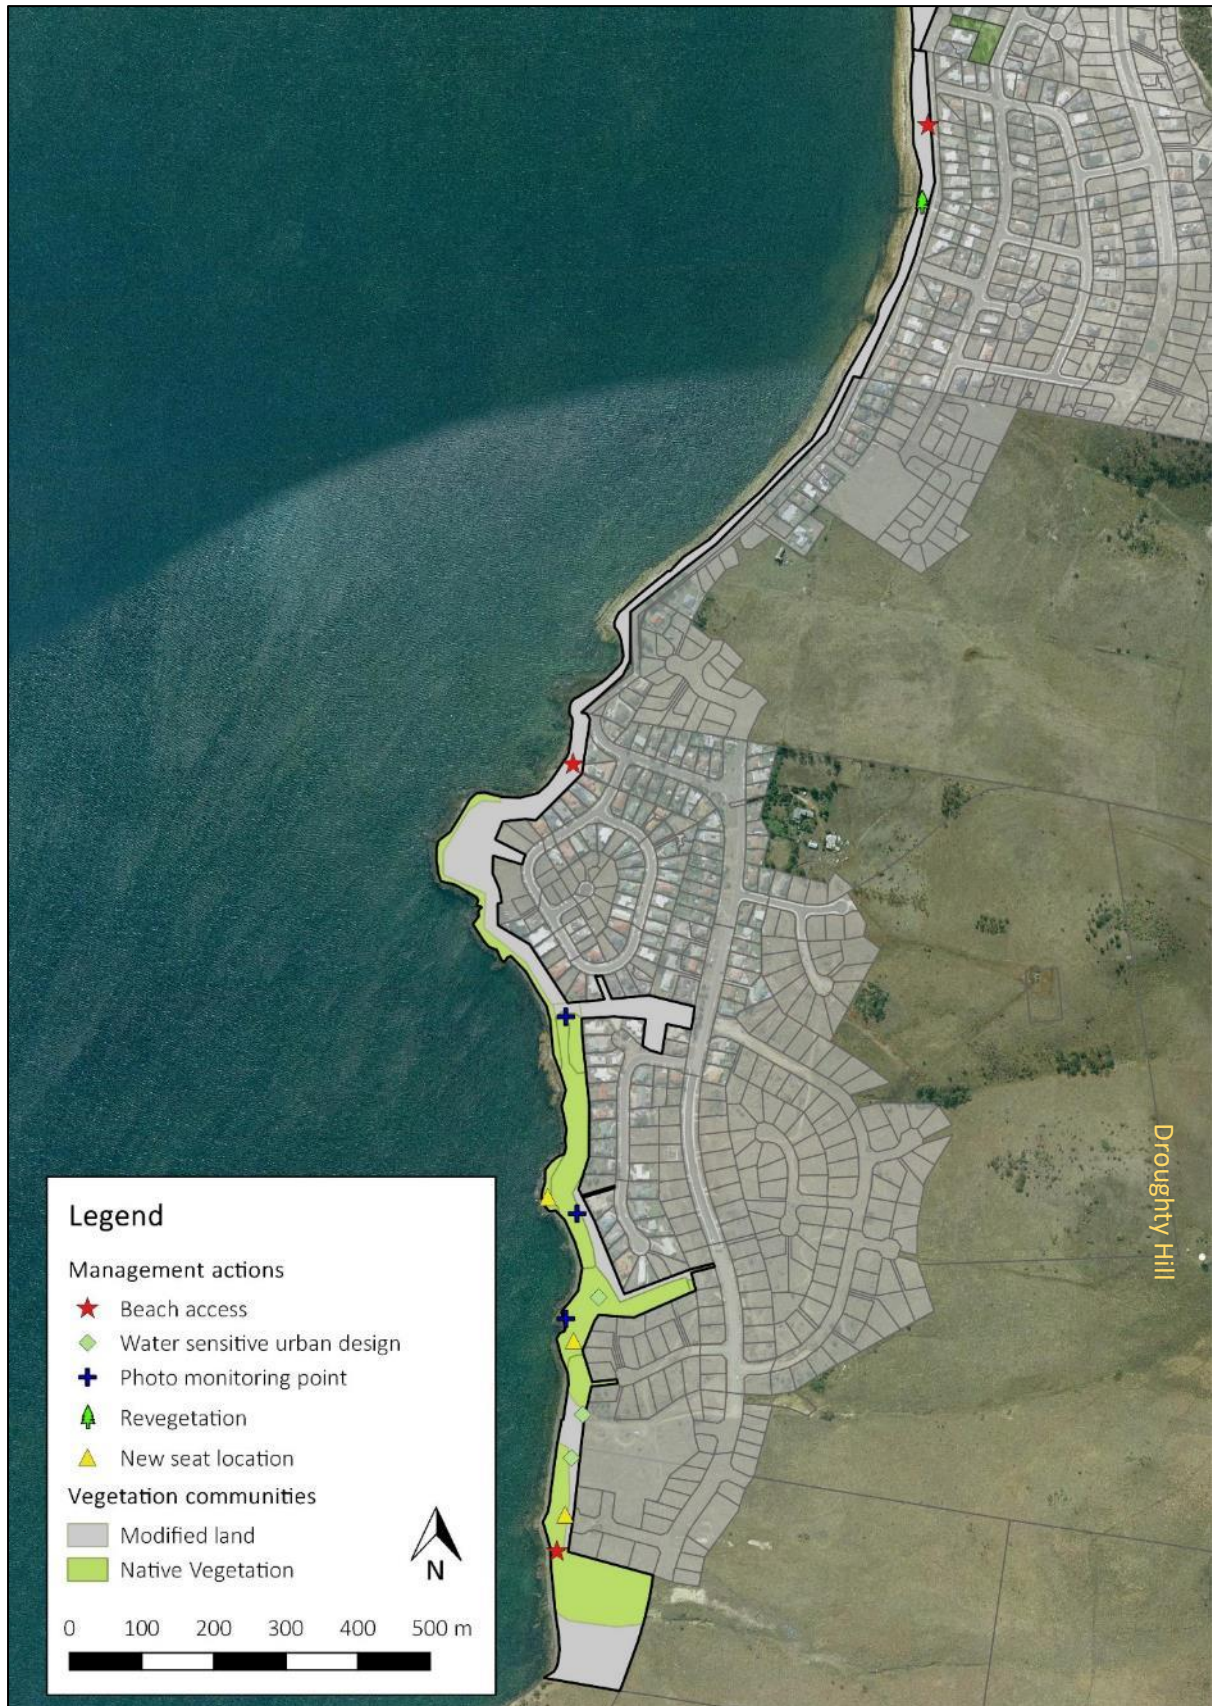 Droughty Hill
Legend
Management actions
Beach access
Water sensitive urban design
Photo monitoring point
Revegetation
New seat location
Vegetation communities
Modified land
Native Vegetation
N
0 100 200 300 400 500 m